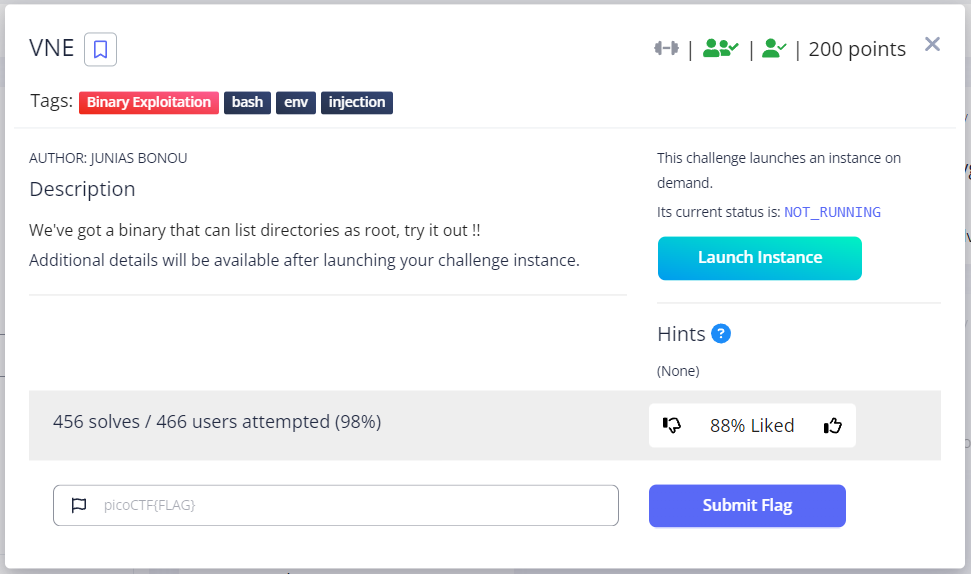 VNE
| | | 200 points
Tags: Binary Exploitation bash env injection
AUTHOR: JUNIAS BONOU
Description
We've got a binary that can list directories as root, try it out !!
Additional details will be available after launching your challenge instance.
This challenge launches an instance on
demand.
Its current status is: NOT_RUNNING
Launch Instance
Hints ?
(None)
456 solves / 466 users attempted (98%)
88% Liked
picoCTF{FLAG}
Submit Flag